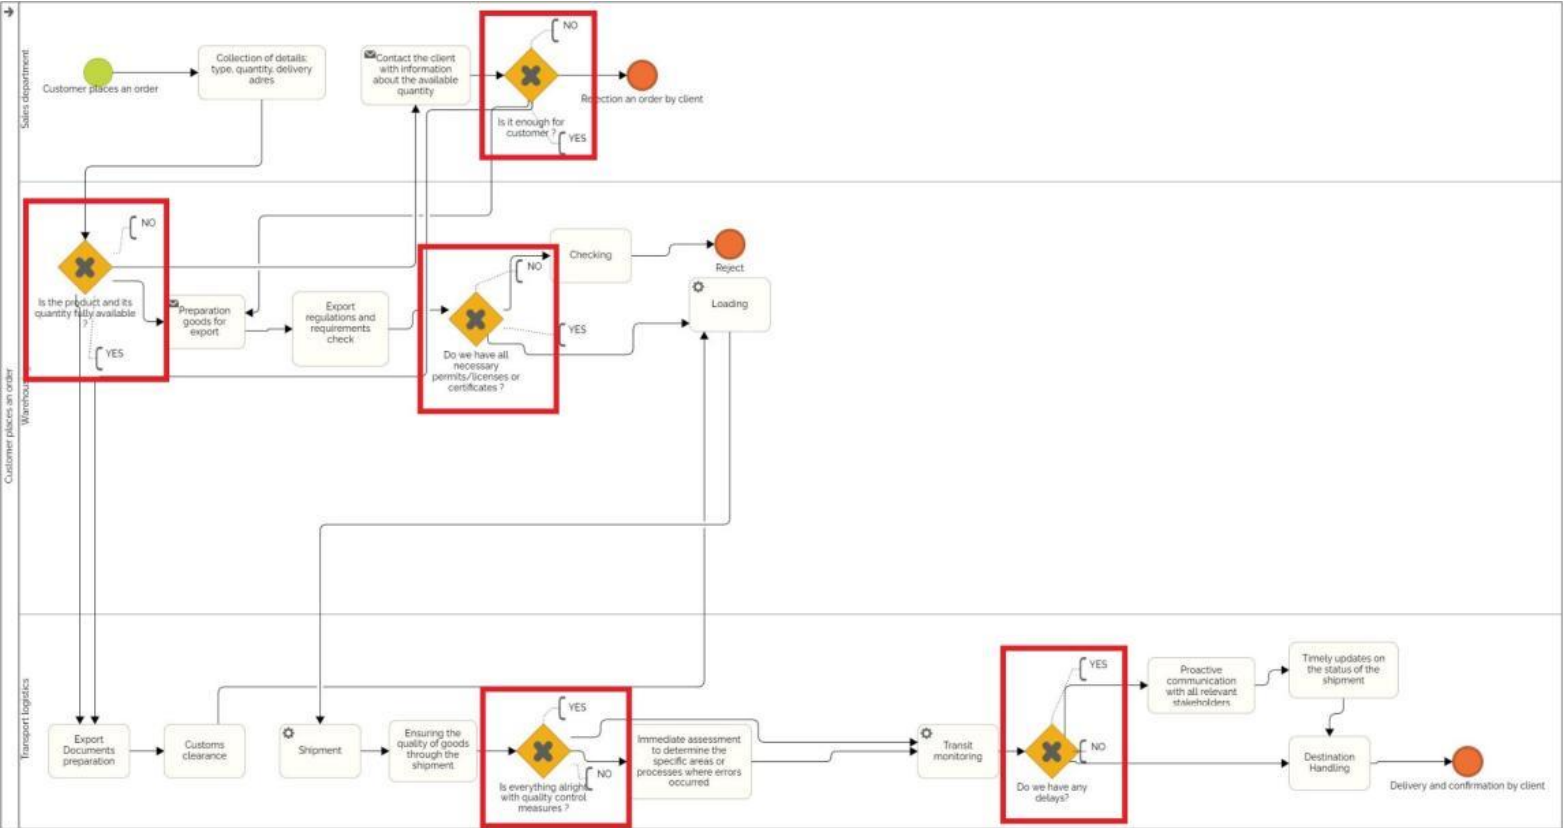 Customer places an order
Sales department
Customer places an order
Collection of details:
type, quantity, delivery
adres
Contact the client
with information
about the available
quantity
NO
Is it enough for
customer ?
YES
Rejection an order by client
NO
Is the product and its
quantity fully available
?
YES
Preparation
goods for
export
Export
regulations and
requirements
check
NO
YES
Do we have all
necessary
permits/licenses or
certificates ?
Checking
Reject
Loading
Transport logistics
Export
Documents
preparation
Customs
clearance
Shipment
Ensuring the
quality of goods
through the
shipment
YES
NO
Is everything alright
with quality control
measures ?
Immediate assessment
to determine the
specific areas or
processes where errors
occurred
Transit
monitoring
YES
NO
Do we have any
delays?
Proactive
communication
with all relevant
stakeholders
Timely updates on
the status of the
shipment
Destination
Handling
Delivery and confirmation by client